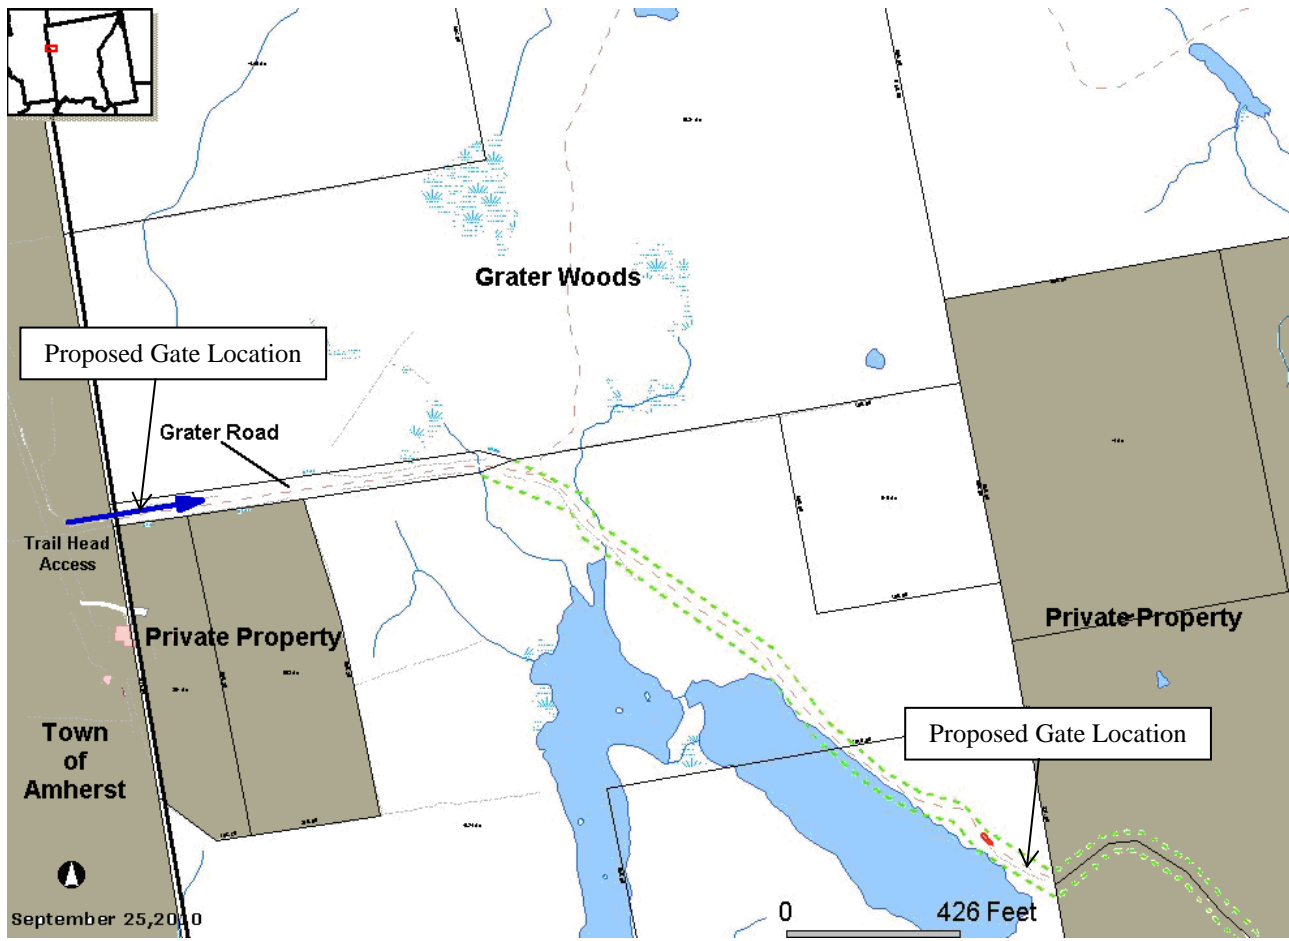 Grater Woods
Proposed Gate Location
Grater Road
Trail Head
Access
Private Property
Private Property
Proposed Gate Location
Town
of
Amherst
September 25,2010
0 426 Feet